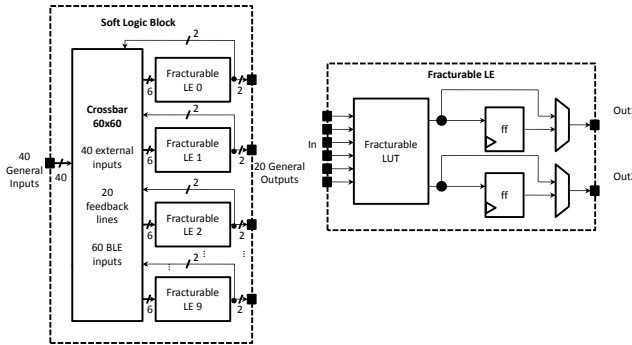 Soft Logic Block
2
Fracturable
LE 0
6
2
Crossbar
60x60
40 external
inputs
20
feedback
lines
60 BLE
inputs
40
General
Inputs
40
2
Fracturable
LE 1
6
2
20 General
Outputs
2
Fracturable
LE 2
6
2
...
...
...
2
Fracturable
LE 9
6
2
Fracturable LE
In
Fracturable
LUT
ff
ff